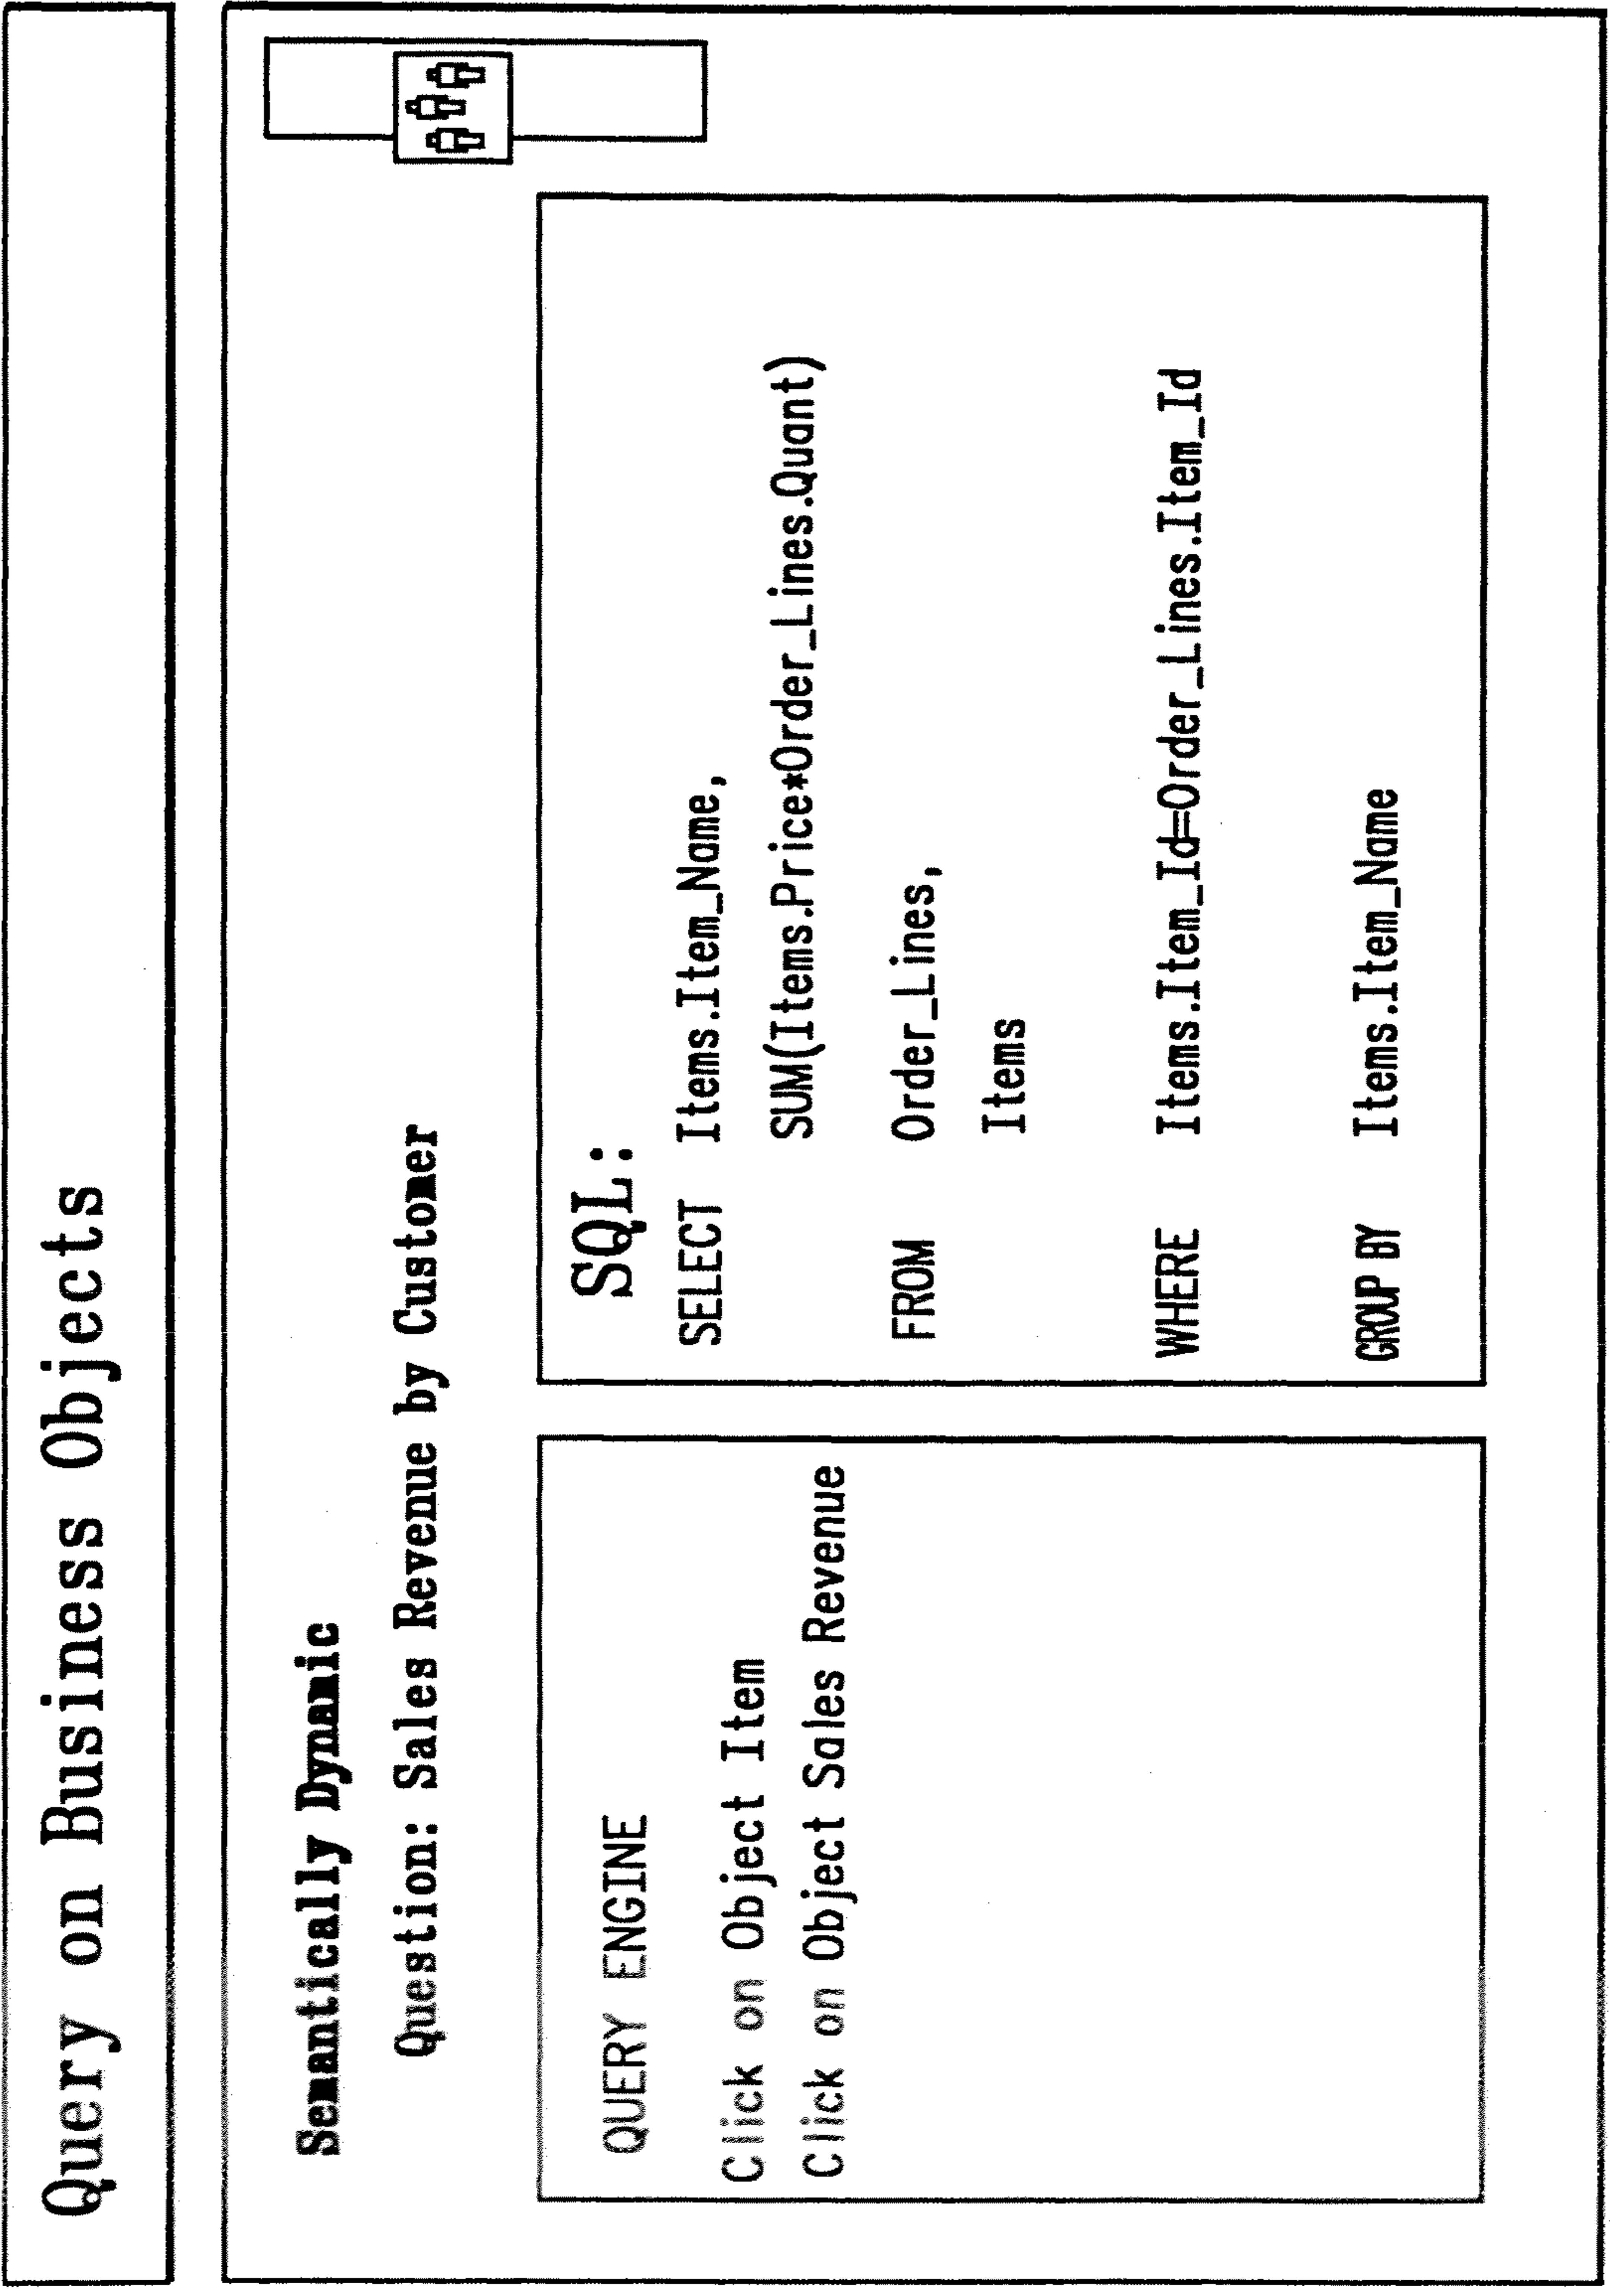 Query on Business Objects
Semantically Dynamic
Question: Sales Revenue by Customer
QUERY ENGINE
Click on Object Item
Click on Object Sales Revenue
SQL:
SELECT Items.Item_Name,
SUM(Items.Price*Order_Lines.Quant)
FROM Order_Lines,
Items
WHERE Items.Item_Id=Order_Lines.Item_Id
GROUP BY Items.Item_Name